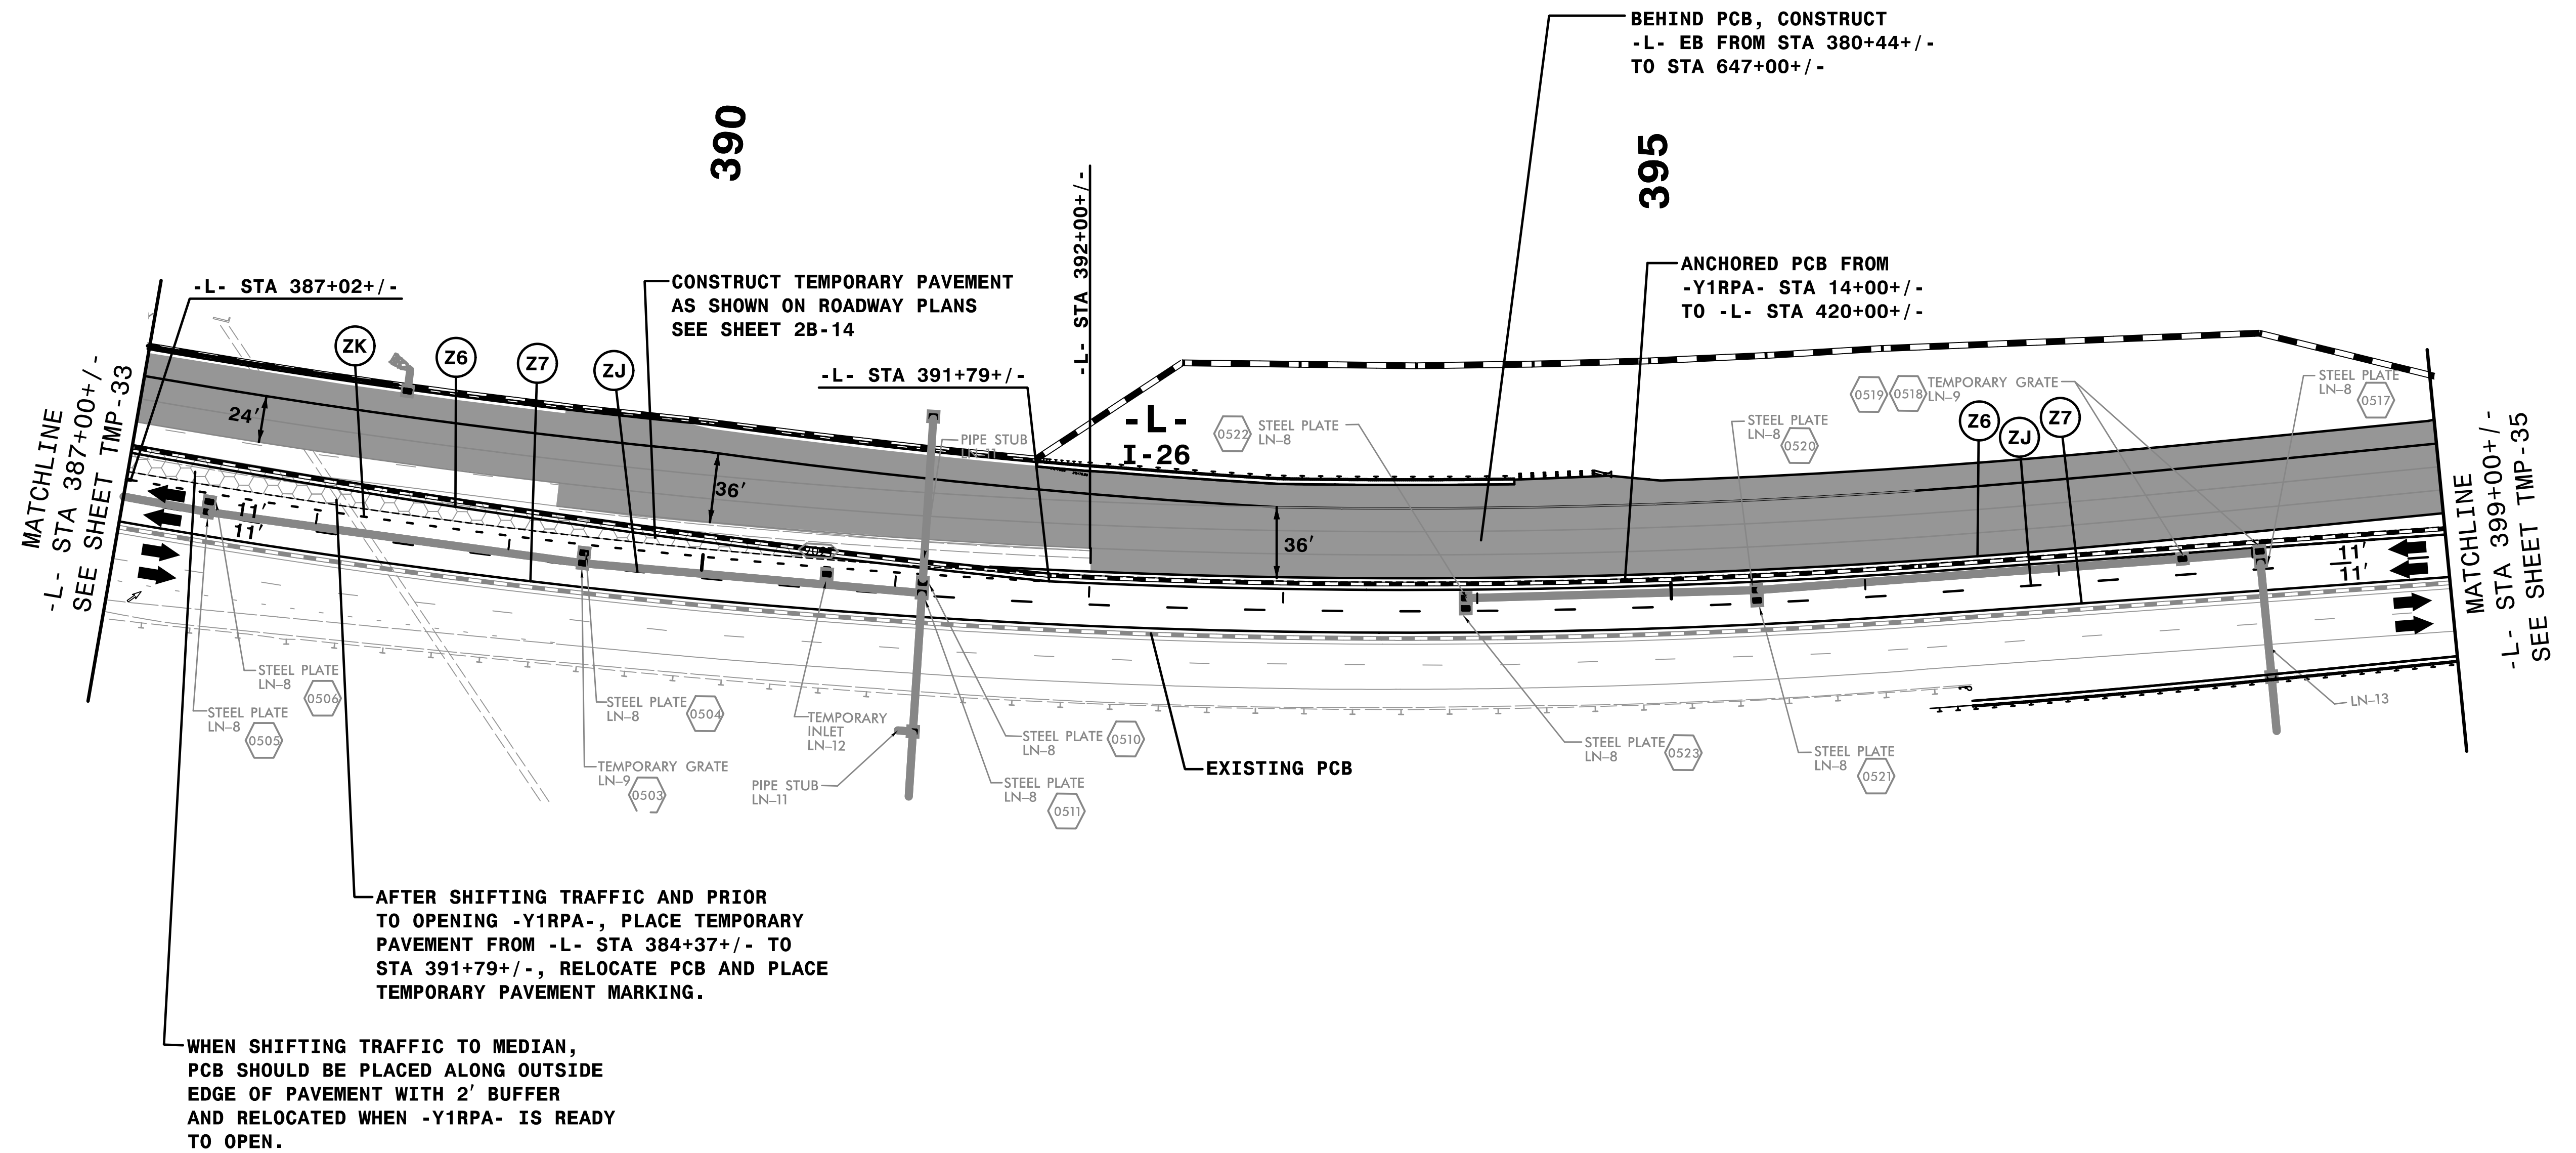 BEHIND PCB, CONSTRUCT
-L- EB FROM STA 380+44+/-
TO STA 647+00+/-
390
395
-L- STA 392+00+/-
ANCHORED PCB FROM
-Y1RPA- STA 14+00+/-
TO -L- STA 420+00+/-
-L- STA 387+02+/-
CONSTRUCT TEMPORARY PAVEMENT
AS SHOWN ON ROADWAY PLANS
SEE SHEET 2B-14
-L- STA 391+79+/-
MATCHLINE
-L- STA 387+00+/-
SEE SHEET TMP-33
ZK
Z6
Z7
ZJ
24'
36'
11'
11'
PIPE STUB
-L-
I-26
0522
STEEL PLATE
LN-8
36'
STEEL PLATE
LN-8
0520
0519
0518
TEMPORARY GRATE
LN-9
STEEL PLATE
LN-8
0517
Z6
ZJ
Z7
11'
11'
MATCHLINE
-L- STA 399+00+/-
SEE SHEET TMP-35
STEEL PLATE
LN-8
0506
STEEL PLATE
LN-8
0505
STEEL PLATE
LN-8
0504
TEMPORARY GRATE
LN-9
0503
TEMPORARY
INLET
LN-12
PIPE STUB
LN-11
STEEL PLATE
LN-8
0510
STEEL PLATE
LN-8
0511
EXISTING PCB
STEEL PLATE
LN-8
0523
STEEL PLATE
LN-8
0521
LN-13
AFTER SHIFTING TRAFFIC AND PRIOR
TO OPENING -Y1RPA-, PLACE TEMPORARY
PAVEMENT FROM -L- STA 384+37+/- TO
STA 391+79+/-, RELOCATE PCB AND PLACE
TEMPORARY PAVEMENT MARKING.
WHEN SHIFTING TRAFFIC TO MEDIAN,
PCB SHOULD BE PLACED ALONG OUTSIDE
EDGE OF PAVEMENT WITH 2' BUFFER
AND RELOCATED WHEN -Y1RPA- IS READY
TO OPEN.